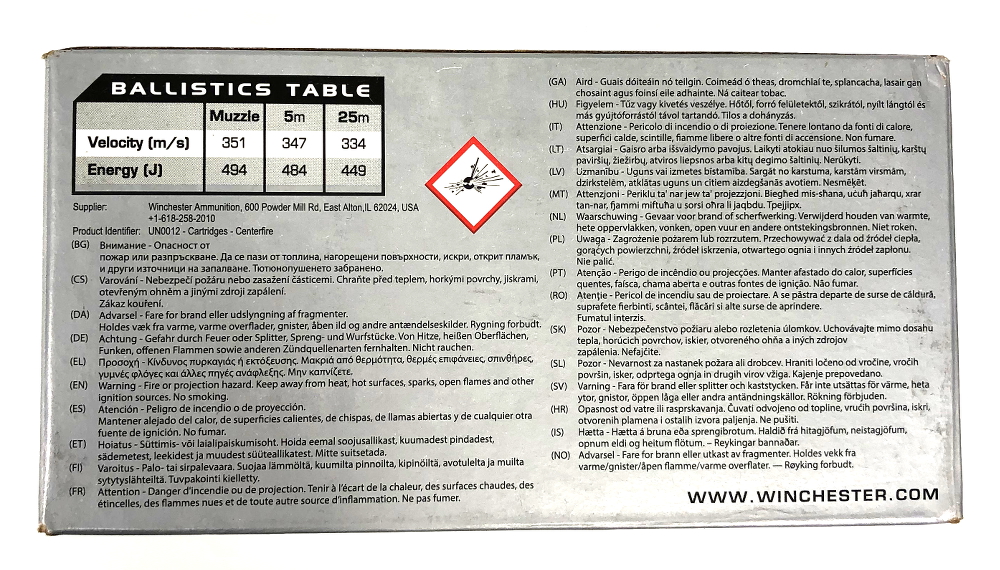 BALLISTICS TABLE
Muzzle 5m 25m
Velocity (m/s) 351 347 334
Energy (J) 494 484 449
Supplier: Winchester Ammunition, 600 Powder Mill Rd, East Alton,IL 62024, USA
+1-618-258-2010
Product Identifier: UN0012 - Cartridges - Centerfire
(BG) Внимание - Опасност от
пожар или разпръскване. Да се пази от топлина, нагорещени повърхности, искри, открит пламък,
и други източници на запалване. Тютюнопушенето забранено.
(CS) Varování - Nebezpečí požáru nebo zasažení částicemi. Chraňte před teplem, horkými povrchy, jiskrami,
otevřeným ohněm a jinými zdroji zapálení.
Zákaz kouření.
(DA) Advarsel - Fare for brand eller udslyngning af fragmenter.
Holdes væk fra varme, varme overflader, gnister, åben ild og andre antændelseskilder. Rygning forbudt.
(DE) Achtung - Gefahr durch Feuer oder Splitter, Spreng- und Wurfstücke. Von Hitze, heißen Oberflächen,
Funken, offenen Flammen sowie anderen Zündquellenarten fernhalten. Nicht rauchen.
(EL) Προσοχή - Κίνδυνος πυρκαγιάς ή εκτόξευσης. Μακριά από θερμότητα, θερμές επιφάνειες, σπινθήρες,
γυμνές φλόγες και άλλες πηγές ανάφλεξης. Μην καπνίζετε.
(EN) Warning - Fire or projection hazard. Keep away from heat, hot surfaces, sparks, open flames and other
ignition sources. No smoking.
(ES) Atención - Peligro de incendio o de proyección.
Mantener alejado del calor, de superficies calientes, de chispas, de llamas abiertas y de cualquier otra
fuente de ignición. No fumar.
(ET) Hoiatus - Süttimis- või laialipaiskumisoht. Hoida eemal soojusallikast, kuumadest pindadest,
sädemetest, leekidest ja muudest süüteallikatest. Mitte suitsetada.
(FI) Varoitus - Palo- tai sirpalevaara. Suojaa lämmöltä, kuumilta pinnoilta, kipinöiltä, avotulelta ja muilta
sytytyslähteiltä. Tuvpakointi kielletty.
(FR) Attention - Danger d'incendie ou de projection. Tenir à l'écart de la chaleur, des surfaces chaudes, des
étincelles, des flammes nues et de toute autre source d'inflammation. Ne pas fumer.
(GA) Aird - Guais dóiteáin nó teilgin. Coimeád ó theas, dromchlaí te, splancacha, lasair gan
chosaint agus foinsí eile adhainte. Ná caitear tobac.
(HU) Figyelem - Tűz vagy kivetés veszélye. Hőtől, forró felületektől, szikrától, nyílt lángtól és
más gyújtóforrástól távol tartandó. Tilos a dohányzás.
(IT) Attenzione - Pericolo di incendio o di proiezione. Tenere lontano da fonti di calore,
superfici calde, scintille, fiamme libere o altre fonti di accensione. Non fumare.
(LT) Atsargiai - Gaisro arba išsvaidymo pavojus. Laikyti atokiau nuo šilumos šaltinių, karštų
paviršių, žiežirbų, atviros liepsnos arba kitų degimo šaltinių. Nerūkyti.
(LV) Uzmanību - Uguns vai izmetes bīstamība. Sargāt no karstuma, karstām virsmām,
dzirkstelēm, atklātas uguns un citiem aizdegšanās avotiem. Nesmēķēt.
(MT) Attenzjoni - Periklu ta' nar jew ta' projezzjoni. Biegħed mis-sħana, uċuħ jaħarqu, xrar
tan-nar, fjammi miftuħa u sorsi oħra li jaqbdu. Tpejjipx.
(NL) Waarschuwing - Gevaar voor brand of scherfwerking. Verwijderd houden van warmte,
hete oppervlakken, vonken, open vuur en andere ontstekingsbronnen. Niet roken.
(PL) Uwaga - Zagrożenie pożarem lub rozrzutem. Przechowywać z dala od źródeł ciepła,
gorących powierzchni, źródeł iskrzenia, otwartego ognia i innych źródeł zapłonu.
Nie palić.
(PT) Atenção - Perigo de incêndio ou projecções. Manter afastado do calor, superfícies
quentes, faísca, chama aberta e outras fontes de ignição. Não fumar.
(RO) Atenție - Pericol de incendiu sau de proiectare. A se păstra departe de surse de căldură,
suprafete fierbinti, scântei, flăcări si alte surse de aprindere.
Fumatul interzis.
(SK) Pozor - Nebezpečenstvo požiaru alebo rozletenia úlomkov. Uchovávajte mimo dosahu
tepla, horúcich povrchov, iskier, otvoreného ohňa a iných zdrojov
zapálenia. Nefajčite.
(SL) Pozor - Nevarnost za nastanek požara ali drobcev. Hraniti ločeno od vročine, vročih
površin, isker, odprtega ognja in drugih virov vžiga. Kajenje prepovedano.
(SV) Varning - Fara för brand eller splitter och kaststycken. Får inte utsättas för värme, heta
ytor, gnistor, öppen låga eller andra antändningskällor. Rökning förbjuden.
(HR) Opasnost od vatre ili rasprskavanja. Čuvati odvojeno od topline, vrućih površina, iskri,
otvorenih plamena i ostalih izvora paljenja. Ne pušiti.
(IS) Hætta - Hætta á bruna eða sprengibrotum. Haldið frá hitagjöfum, neistagjöfum,
opnum eldi og heitum flötum. – Reykingar bannaðar.
(NO) Advarsel - Fare for brann eller utkast av fragmenter. Holdes vekk fra
varme/gnister/åpen flamme/varme overflater. — Røyking forbudt.
WWW.WINCHESTER.COM